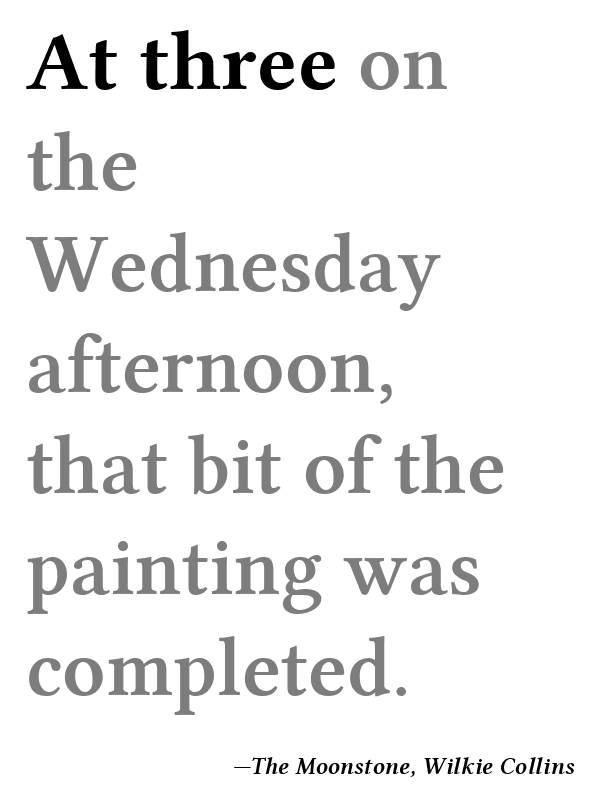 At three on
the
Wednesday
afternoon,
that bit of the
painting was
completed.
—The Moonstone, Wilkie Collins